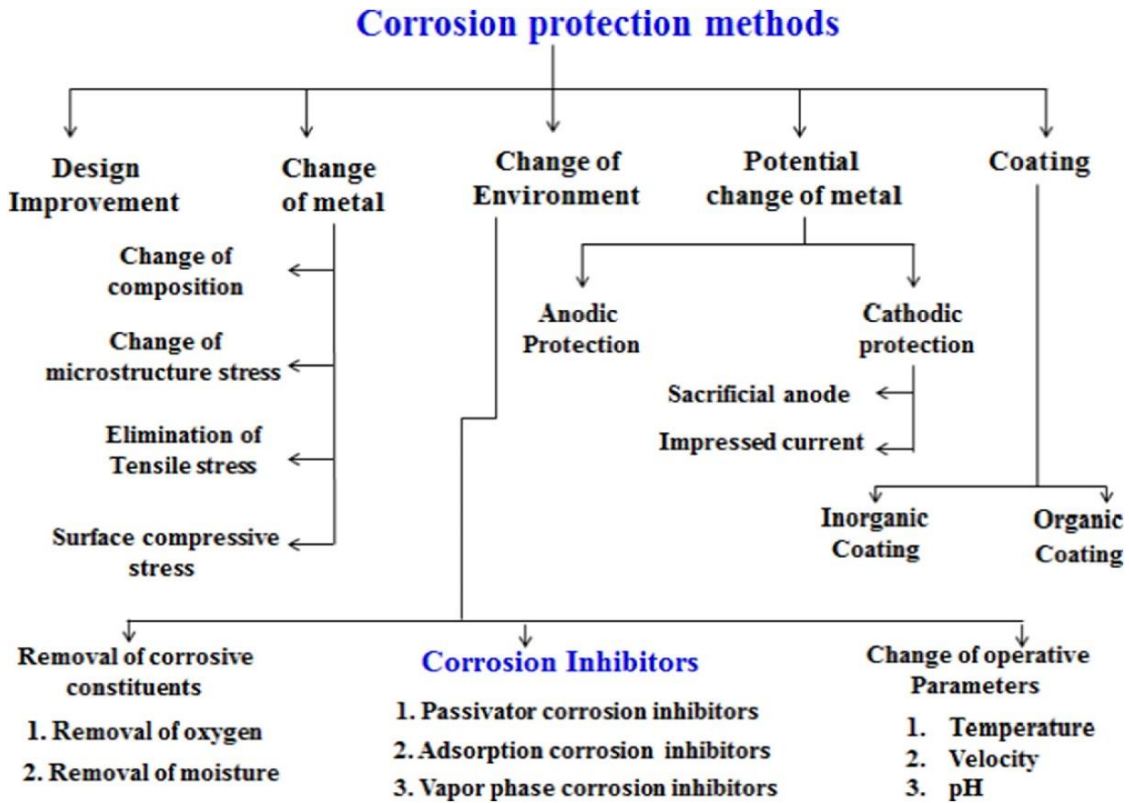 Corrosion protection methods
Design
Improvement
Change
of metal
Change of
Environment
Potential
change of metal
Coating
Change of
composition
Change of
microstructure stress
Elimination of
Tensile stress
Surface compressive
stress
Anodic
Protection
Cathodic
protection
Sacrificial anode
Impressed current
Inorganic
Coating
Organic
Coating
Removal of corrosive
constituents
1. Removal of oxygen
2. Removal of moisture
Corrosion Inhibitors
1. Passivator corrosion inhibitors
2. Adsorption corrosion inhibitors
3. Vapor phase corrosion inhibitors
Change of operative
Parameters
1. Temperature
2. Velocity
3. pH